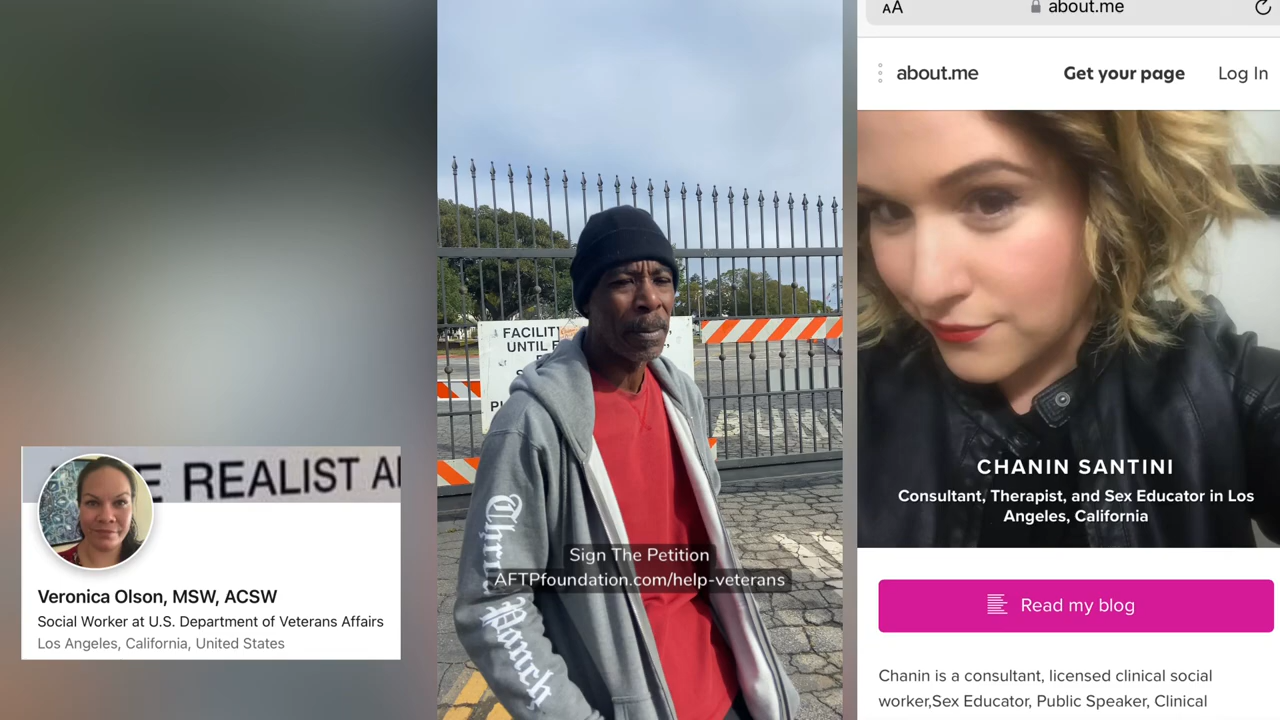 E REALIST A
Veronica Olson, MSW, ACSW
Social Worker at U.S. Department of Veterans Affairs
Los Angeles, California, United States
FACILIT
UNTIL
Sign The Petition
AFTPfoundation.com/help-veterans
AA about.me
about.me Get your page Log In
CHANIN SANTINI
Consultant, Therapist, and Sex Educator in Los
Angeles, California
Read my blog
Chanin is a consultant, licensed clinical social
worker,Sex Educator, Public Speaker, Clinical